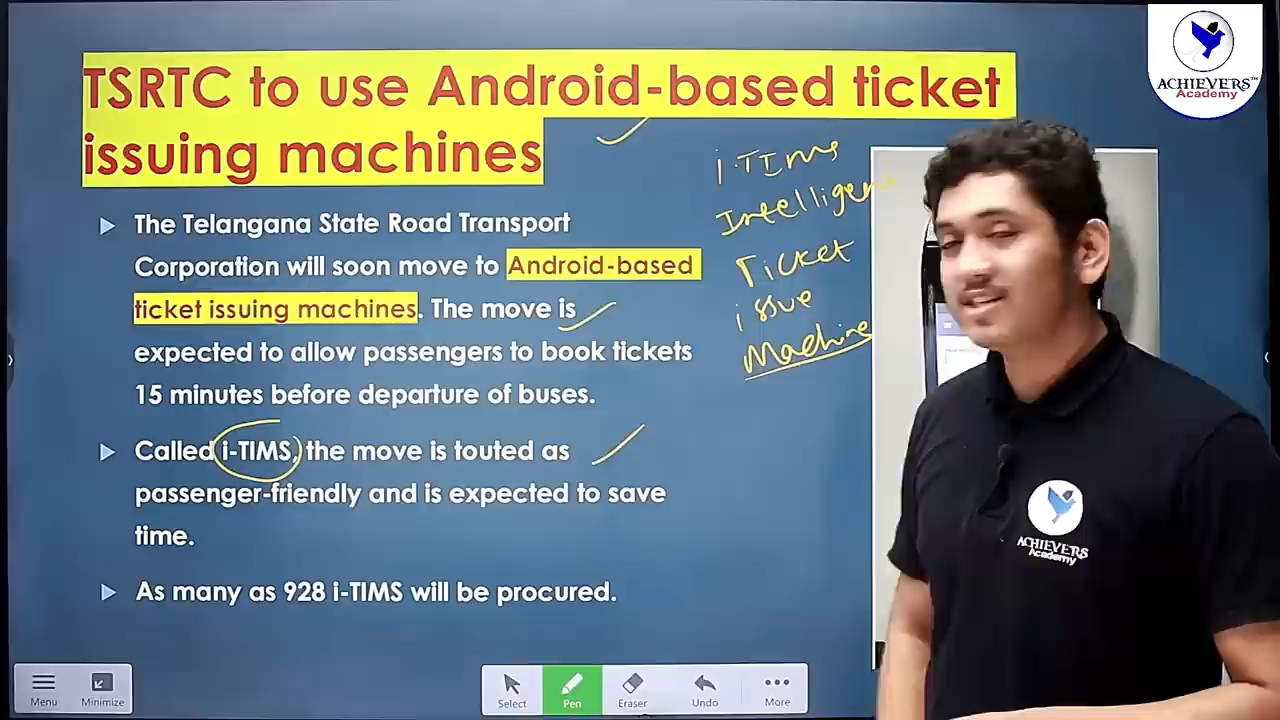 TSRTC to use Android-based ticket
issuing machines
The Telangana State Road Transport
Corporation will soon move to Android-based
ticket issuing machines. The move is
expected to allow passengers to book tickets
15 minutes before departure of buses.
Called i-TIMS, the move is touted as
passenger-friendly and is expected to save
time.
As many as 928 i-TIMS will be procured.
i-TIms
Intelligen
Ticket
issue
Machine
ACHIEVERS™
Academy
ACHIEVERS
Academy
Menu
Minimize
Select
Pen
Eraser
Undo
More